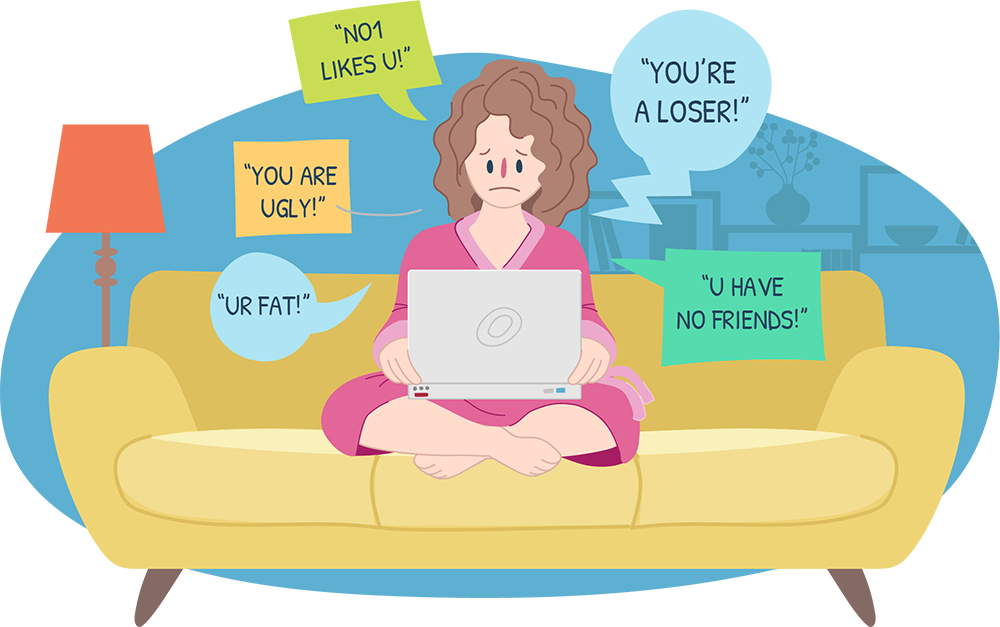 “NO1
LIKES U!”
“YOU’RE
A LOSER!”
“YOU ARE
UGLY!”
“UR FAT!”
“U HAVE
NO FRIENDS!”